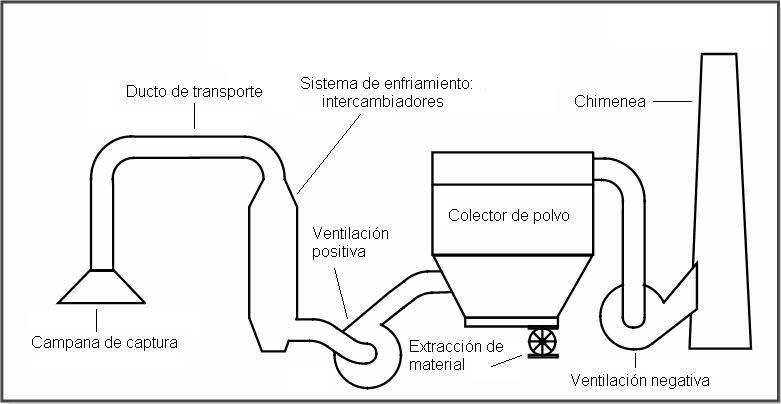 Ducto de transporte
Sistema de enfriamiento:
intercambiadores
Chimenea
Colector de polvo
Ventilación
positiva
Campana de captura
Extracción de
material
Ventilación negativa